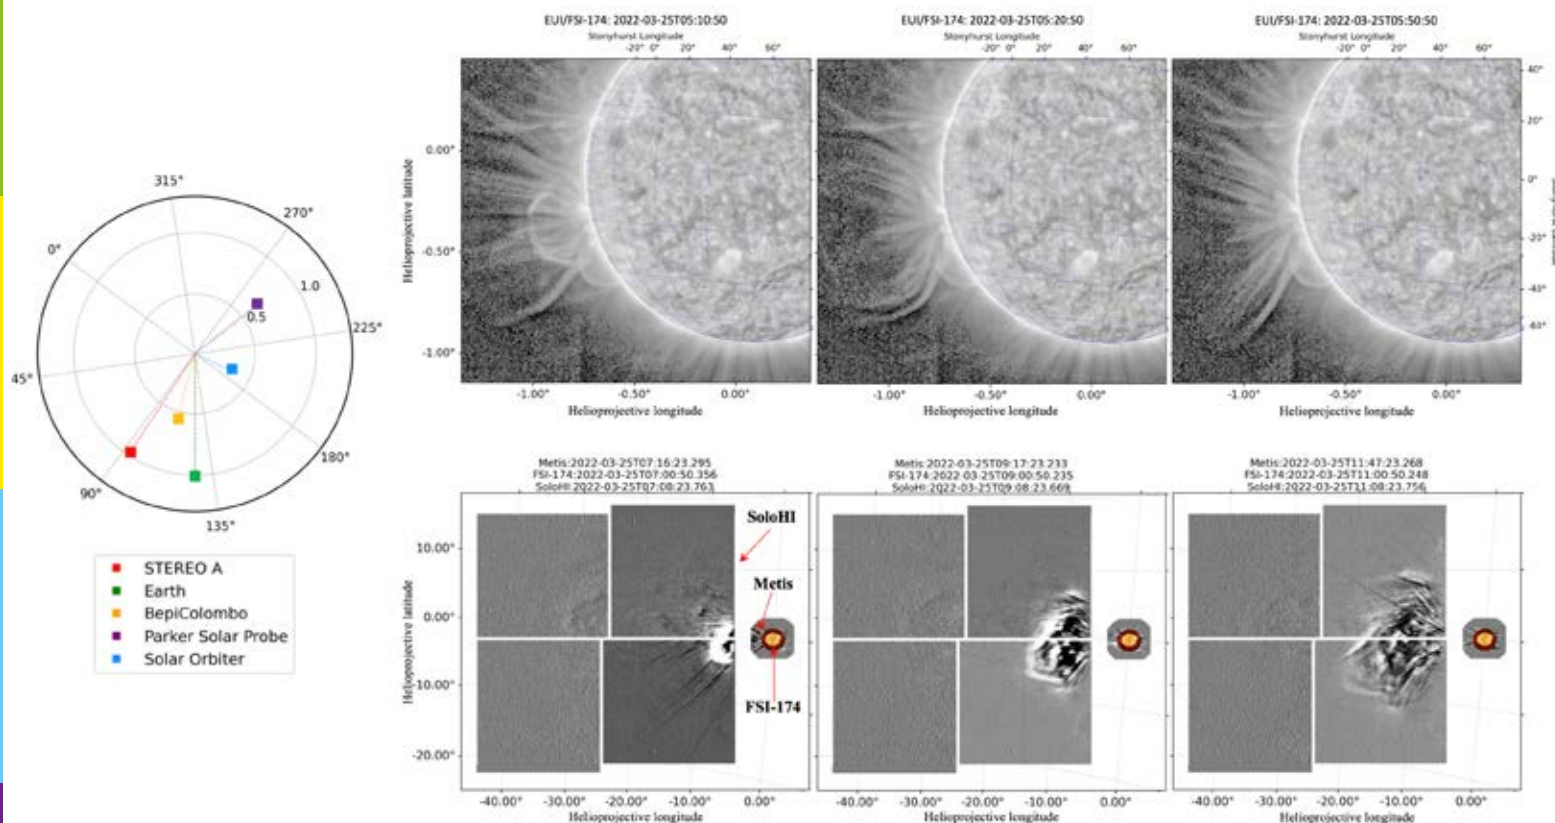 315°
270°
0°
1.0
0.5
225°
45°
180°
90°
135°
STEREO A
Earth
BepiColombo
Parker Solar Probe
Solar Orbiter
EUI/FSI-174: 2022-03-25T05:10:50
Stonyhurst Longitude
-20° 0° 20° 40° 60°
EUI/FSI-174: 2022-03-25T05:20:50
Stonyhurst Longitude
-20° 0° 20° 40° 60°
EUI/FSI-174: 2022-03-25T05:50:50
Stonyhurst Longitude
-20° 0° 20° 40° 60°
Helioprojective latitude
0.00°
-0.50°
-1.00°
40°
20°
0°
-20°
-40°
-60°
-1.00° -0.50° 0.00°
Helioprojective longitude
-1.00° -0.50° 0.00°
Helioprojective longitude
-1.00° -0.50° 0.00°
Helioprojective longitude
Metis:2022-03-25T07:16:23.295
FSI-174:2022-03-25T07:00:50.356
SoloHI:2022-03-25T07:08:23.763
Metis:2022-03-25T09:17:23.233
FSI-174:2022-03-25T09:00:50.235
SoloHI:2022-03-25T09:08:23.669
Metis:2022-03-25T11:47:23.268
FSI-174:2022-03-25T11:00:50.248
SoloHI:2022-03-25T11:08:23.756
Helioprojective latitude
10.00°
0.00°
-10.00°
-20.00°
SoloHI
Metis
FSI-174
-40.00° -30.00° -20.00° -10.00° 0.00°
Helioprojective longitude
-40.00° -30.00° -20.00° -10.00° 0.00°
Helioprojective longitude
-40.00° -30.00° -20.00° -10.00° 0.00°
Helioprojective longitude